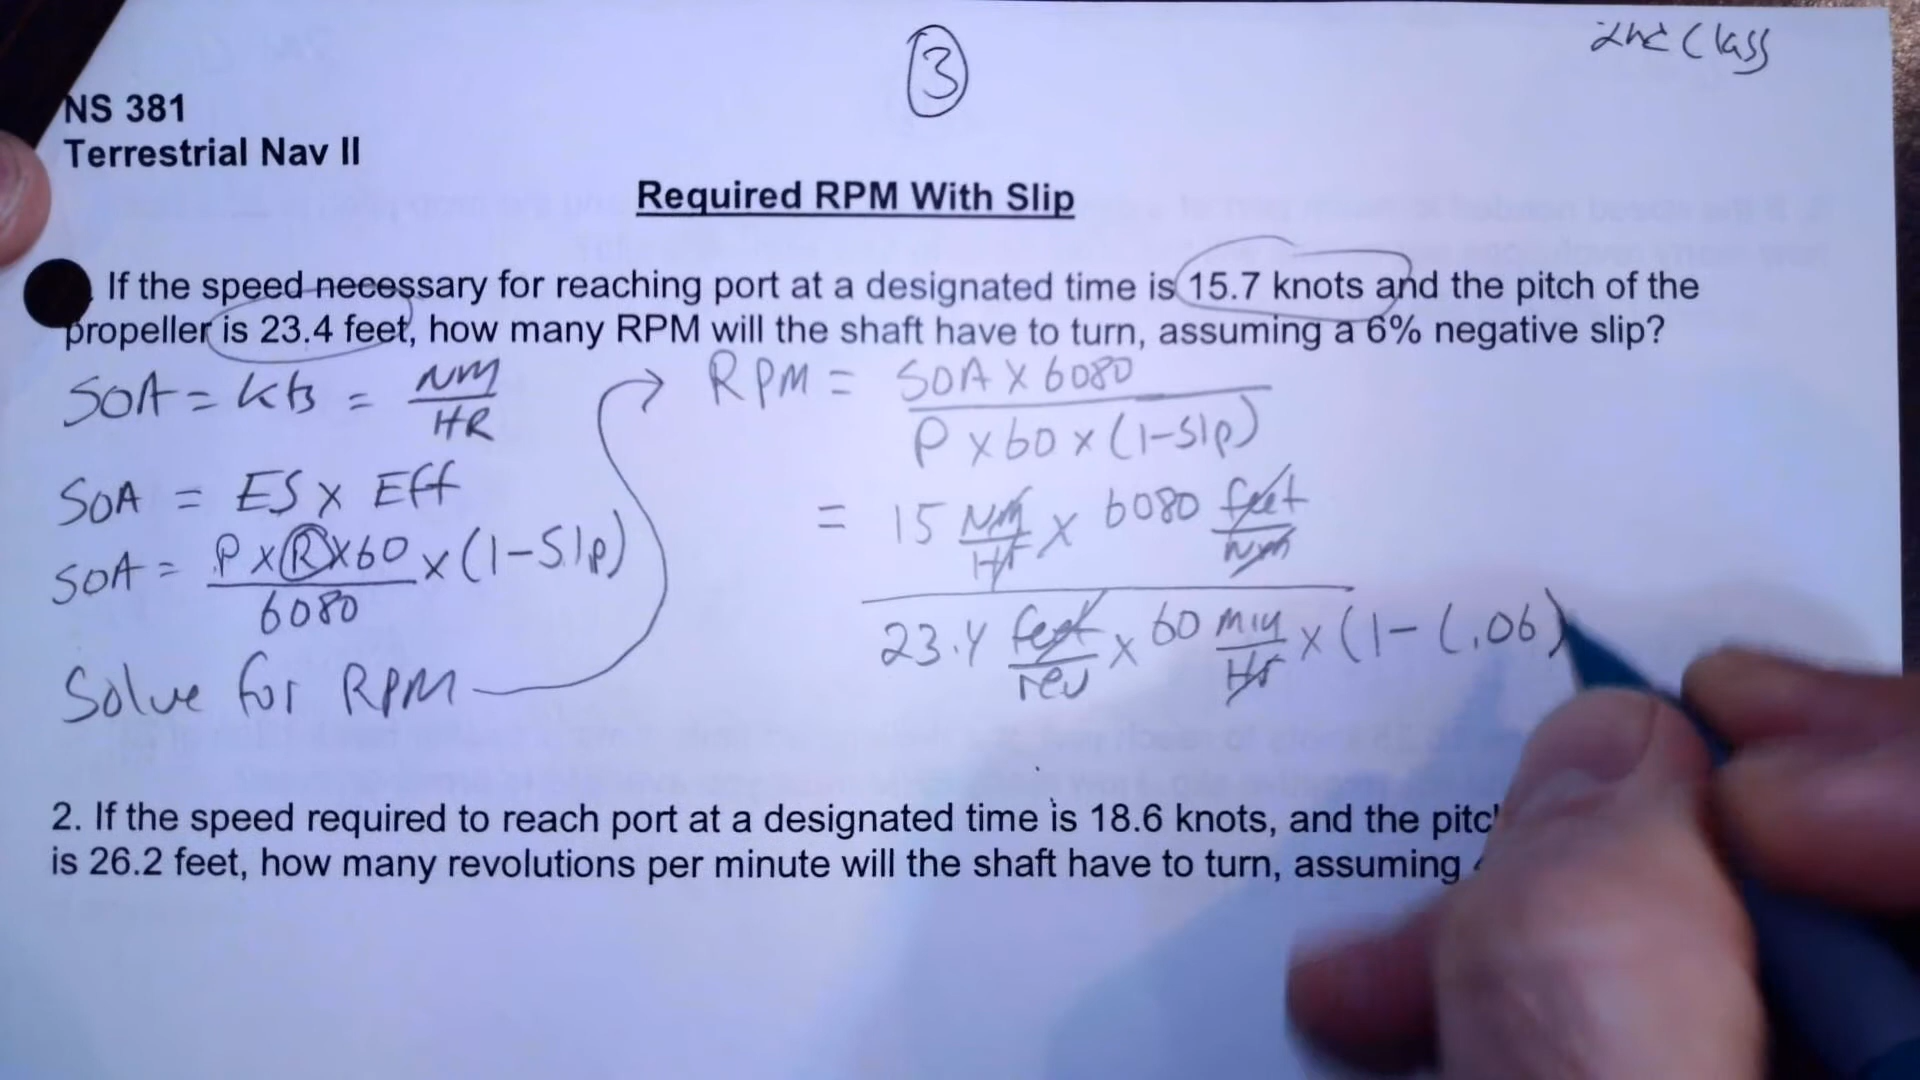 3
2nd Class
NS 381
Terrestrial Nav II
Required RPM With Slip
If the speed necessary for reaching port at a designated time is 15.7 knots and the pitch of the
propeller is 23.4 feet, how many RPM will the shaft have to turn, assuming a 6% negative slip?
SOA = kts = NM/HR
SOA = ES x Eff
SOA = P x R x 60 / 6080 x (1-Slp)
Solve for RPM
RPM = SOA x 6080
P x 60 x (1-Slp)
= 15 NM/Hr x 6080 feet/Nm
23.4 feet/rev x 60 min/Hr x (1-(.06)
2. If the speed required to reach port at a designated time is 18.6 knots, and the pitc
is 26.2 feet, how many revolutions per minute will the shaft have to turn, assuming